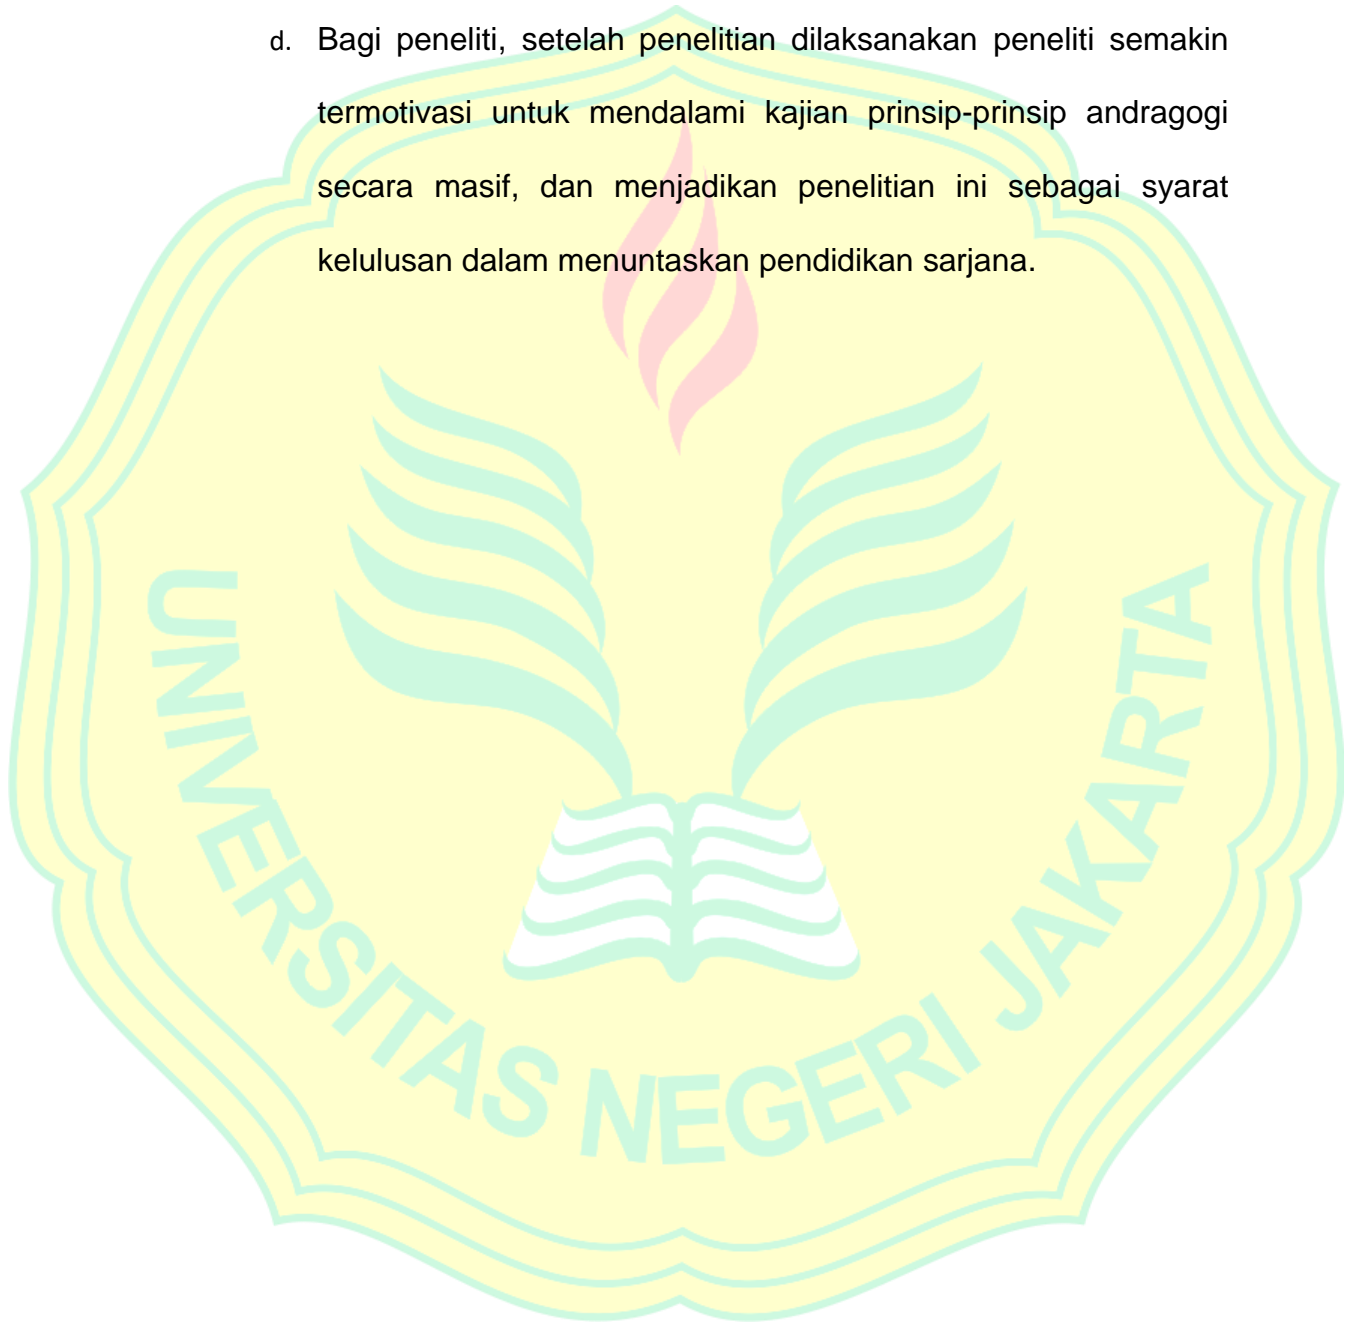 d. Bagi peneliti, setelah penelitian dilaksanakan peneliti semakin
termotivasi untuk mendalami kajian prinsip-prinsip andragogi
secara masif, dan menjadikan penelitian ini sebagai syarat
kelulusan dalam menuntaskan pendidikan sarjana.
UNIVERSITAS NEGERI JAKARTA